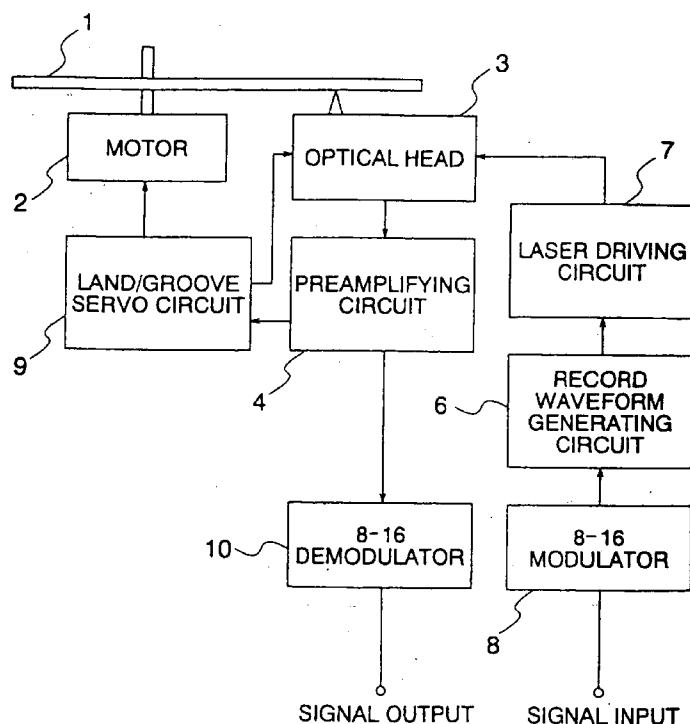 1
3
MOTOR
OPTICAL HEAD
7
2
LAND/GROOVE
SERVO CIRCUIT
PREAMPLIFYING
CIRCUIT
LASER DRIVING
CIRCUIT
9
4
6
RECORD
WAVEFORM
GENERATING
CIRCUIT
10
8-16
DEMODULATOR
8-16
MODULATOR
8
SIGNAL OUTPUT
SIGNAL INPUT